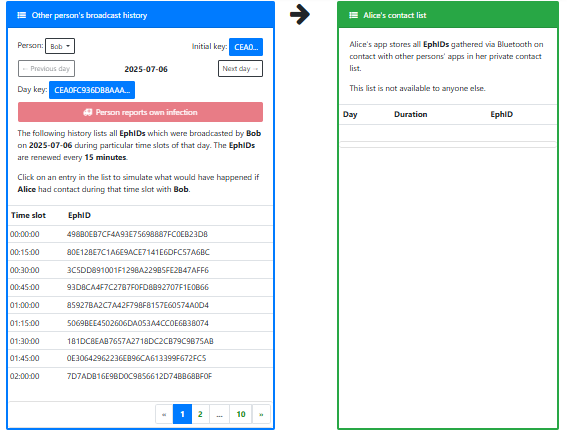 Other person's broadcast history
Person: Bob
Initial key: CEA0...
← Previous day
2025-07-06
Next day →
Day key: CEA0FC936DBBAAA...
Person reports own infection
The following history lists all EphIDs which were broadcasted by Bob
on 2025-07-06 during particular time slots of that day. The EphIDs
are renewed every 15 minutes.
Click on an entry in the list to simulate what would have happened if
Alice had contact during that time slot with Bob.
Time slot EphID
00:00:00 498B0EB7CF4A93E75698887FC0EB23D8
00:15:00 80E128E7C1A6E9ACE7141E6DFC57A6BC
00:30:00 3C5DD891001F1298A229B5FE2B47AFF6
00:45:00 93D8CA4F7C27B7F0FD8B92707F1E0B66
01:00:00 85927BA2C7A42F798F8157E60574A0D4
01:15:00 5069BEE4502606DA053A4CC0E6B38074
01:30:00 181DC8EAB7657A2718DC2CB79C9B75AB
01:45:00 0E30642962236EB96CA613399F672FC5
02:00:00 7D7ADB16E9BD0C9856612D74BB68BF0F
« 1 2 ... 10 »
Alice's contact list
Alice's app stores all EphIDs gathered via Bluetooth on
contact with other persons' apps in her private contact
list.
This list is not available to anyone else.
Day Duration EphID